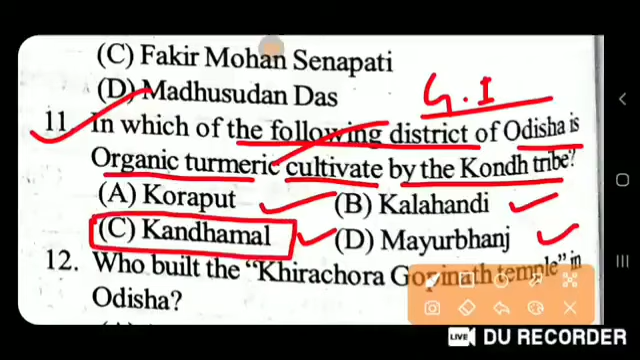 (C) Fakir Mohan Senapati
(D) Madhusudan Das
G.I
11. In which of the following district of Odisha is
Organic turmeric cultivate by the Kondh tribe?
(A) Koraput (B) Kalahandi
(C) Kandhamal (D) Mayurbhanj
12. Who built the “Khirachora Gopinath temple” in
Odisha?
LIVE DU RECORDER